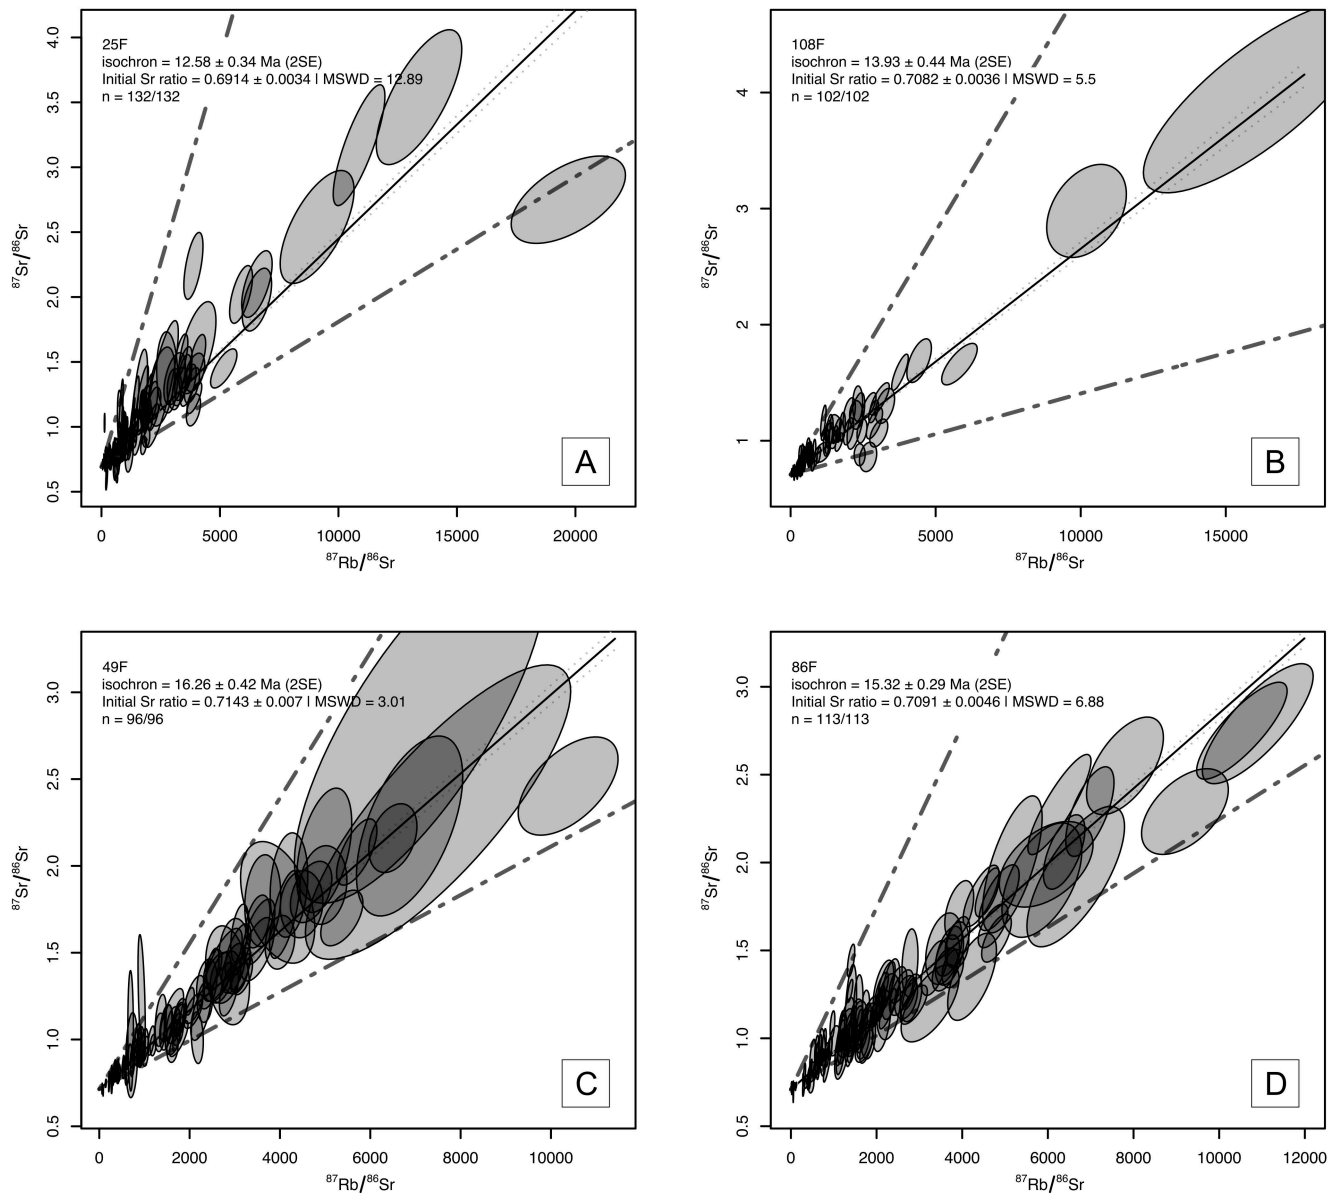 25F
isochron = 12.58 ± 0.34 Ma (2SE)
Initial Sr ratio = 0.6914 ± 0.0034 | MSWD = 12.89
n = 132/132
4.0
3.5
3.0
2.5
2.0
1.5
1.0
0.5
87Sr/86Sr
A
0 5000 10000 15000 20000
87Rb/86Sr
108F
isochron = 13.93 ± 0.44 Ma (2SE)
Initial Sr ratio = 0.7082 ± 0.0036 | MSWD = 5.5
n = 102/102
4
3
2
1
87Sr/86Sr
B
0 5000 10000 15000
87Rb/86Sr
49F
isochron = 16.26 ± 0.42 Ma (2SE)
Initial Sr ratio = 0.7143 ± 0.007 | MSWD = 3.01
n = 96/96
3.0
2.5
2.0
1.5
1.0
0.5
87Sr/86Sr
C
0 2000 4000 6000 8000 10000
87Rb/86Sr
86F
isochron = 15.32 ± 0.29 Ma (2SE)
Initial Sr ratio = 0.7091 ± 0.0046 | MSWD = 6.88
n = 113/113
3.0
2.5
2.0
1.5
1.0
0.5
87Sr/86Sr
D
0 2000 4000 6000 8000 10000 12000
87Rb/86Sr